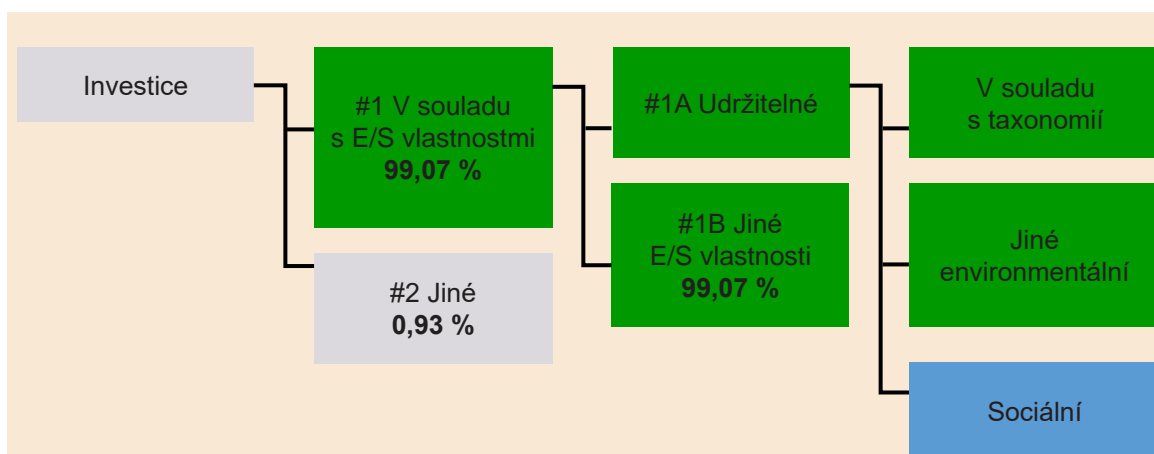 Investice
#1 V souladu
s E/S vlastnostmi
99,07 %
#2 Jiné
0,93 %
#1A Udržitelné
#1B Jiné
E/S vlastnosti
99,07 %
V souladu
s taxonomií
Jiné
environmentální
Sociální